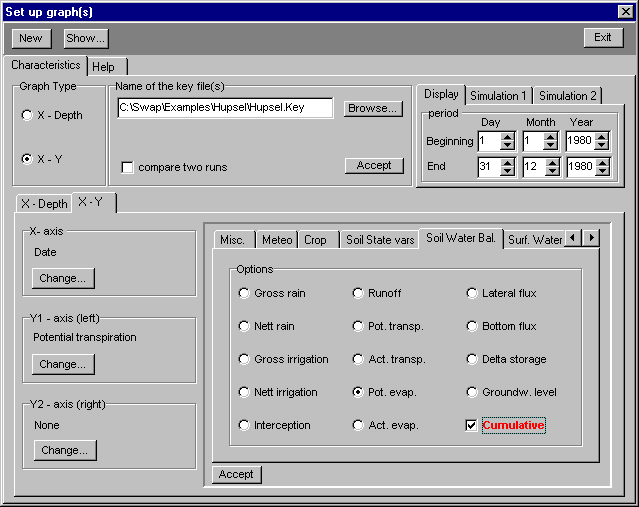 Set up graph(s)
New Show... Exit
Characteristics Help
Graph Type
X - Depth
X - Y
Name of the key file(s)
C:\Swap\Examples\Hupsel\Hupsel.Key Browse...
compare two runs Accept
Display Simulation 1 Simulation 2
period
Day Month Year
Beginning 1 1 1980
End 31 12 1980
X - Depth X - Y
X- axis
Date
Change...
Y1 - axis (left)
Potential transpiration
Change...
Y2 - axis (right)
None
Change...
Misc. Meteo Crop Soil State vars Soil Water Bal. Surf. Water
Options
Gross rain Runoff Lateral flux
Nett rain Pot. transp. Bottom flux
Gross irrigation Act. transp. Delta storage
Nett irrigation Pot. evap. Groundw. level
Interception Act. evap. Cumulative
Accept